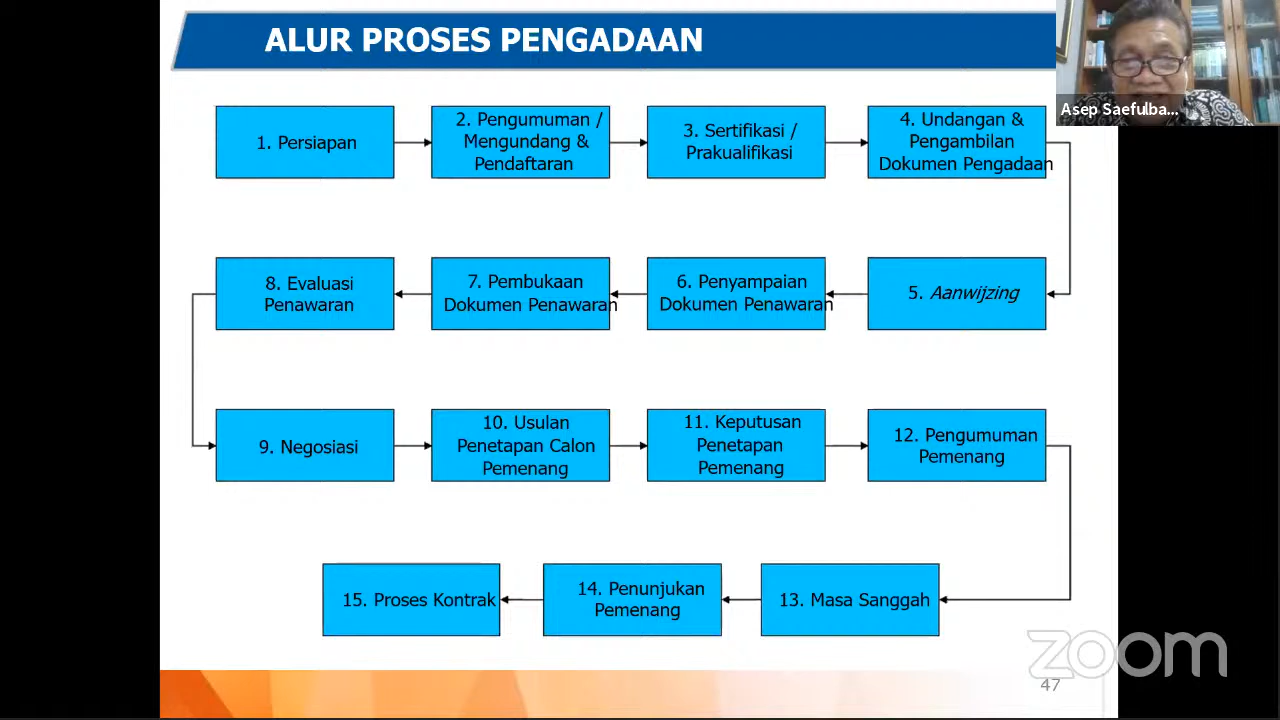 ALUR PROSES PENGADAAN
Asep Saefulba...
1. Persiapan
2. Pengumuman /
Mengundang &
Pendaftaran
3. Sertifikasi /
Prakualifikasi
4. Undangan &
Pengambilan
Dokumen Pengadaan
5. Aanwijzing
6. Penyampaian
Dokumen Penawaran
7. Pembukaan
Dokumen Penawaran
8. Evaluasi
Penawaran
9. Negosiasi
10. Usulan
Penetapan Calon
Pemenang
11. Keputusan
Penetapan
Pemenang
12. Pengumuman
Pemenang
13. Masa Sanggah
14. Penunjukan
Pemenang
15. Proses Kontrak
zoom
47